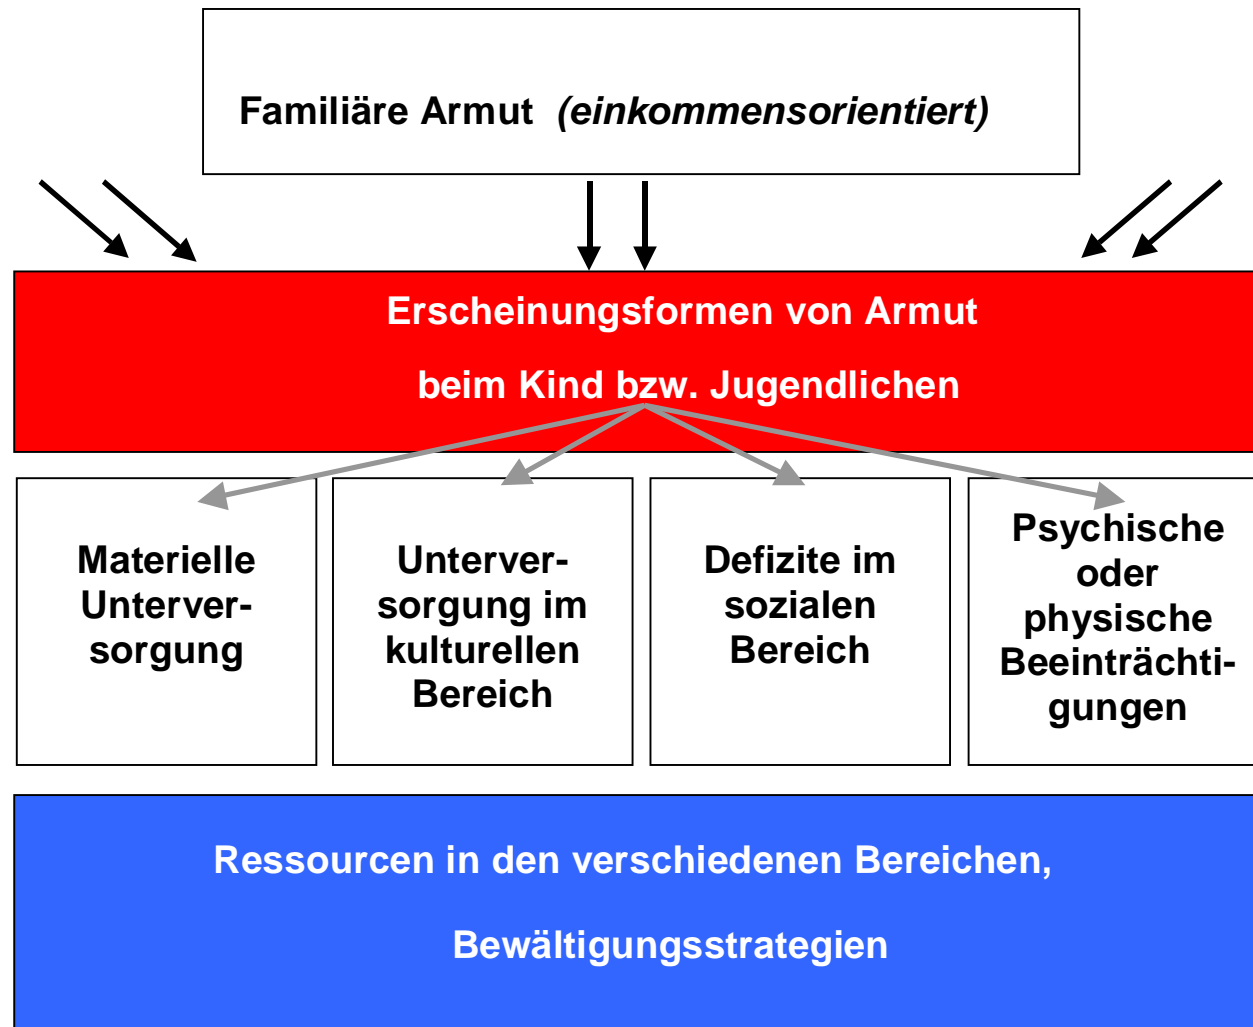 Familiäre Armut (einkommensorientiert)
Erscheinungsformen von Armut
beim Kind bzw. Jugendlichen
Materielle
Unterver-
sorgung
Unterver-
sorgung im
kulturellen
Bereich
Defizite im
sozialen
Bereich
Psychische
oder
physische
Beeinträchti-
gungen
Ressourcen in den verschiedenen Bereichen,
Bewältigungsstrategien